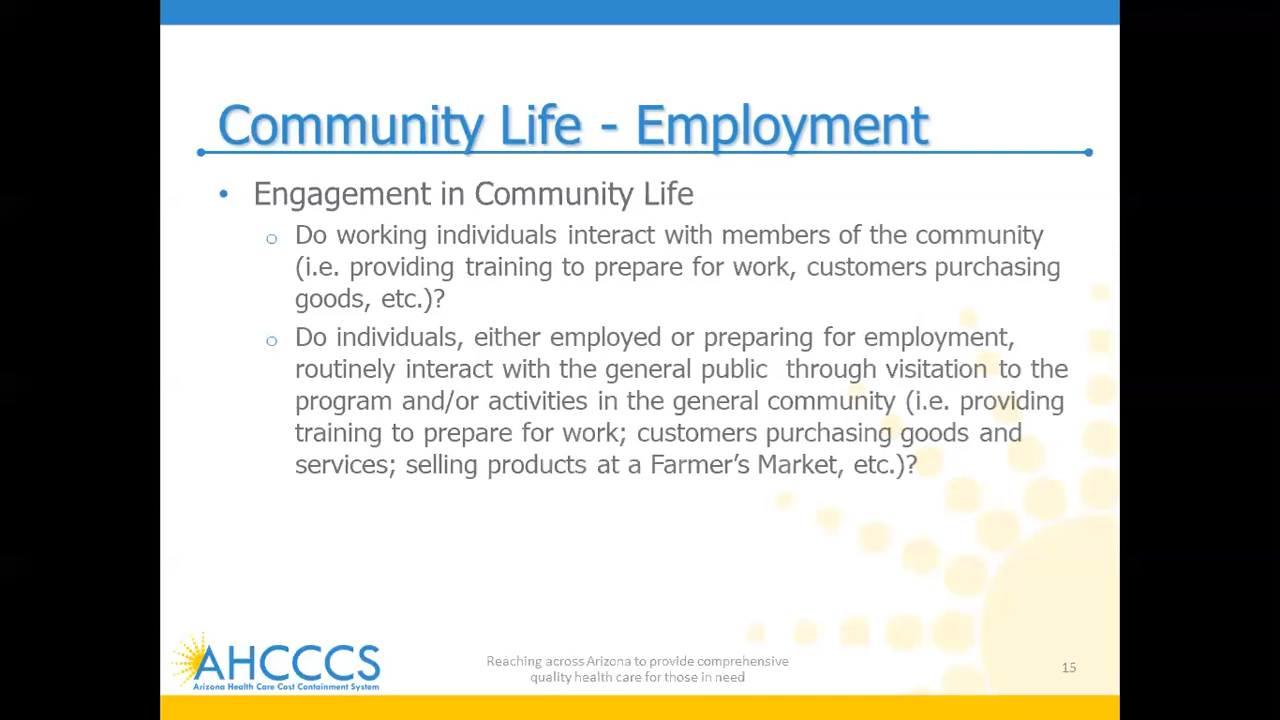 Community Life - Employment
• Engagement in Community Life
o Do working individuals interact with members of the community
(i.e. providing training to prepare for work, customers purchasing
goods, etc.)?
o Do individuals, either employed or preparing for employment,
routinely interact with the general public  through visitation to the
program and/or activities in the general community (i.e. providing
training to prepare for work; customers purchasing goods and
services; selling products at a Farmer’s Market, etc.)?
AHCCCS
Arizona Health Care Cost Containment System
Reaching across Arizona to provide comprehensive
quality health care for those in need
15